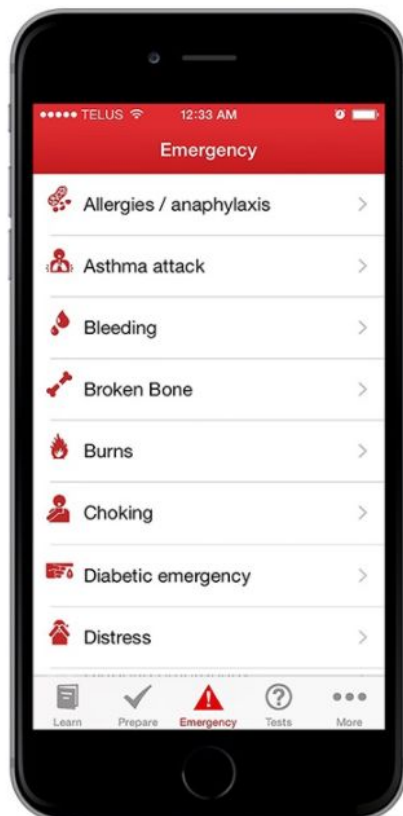 TELUS 12:33 AM
Emergency
Allergies / anaphylaxis
Asthma attack
Bleeding
Broken Bone
Burns
Choking
Diabetic emergency
Distress
Learn Prepare Emergency Tests More